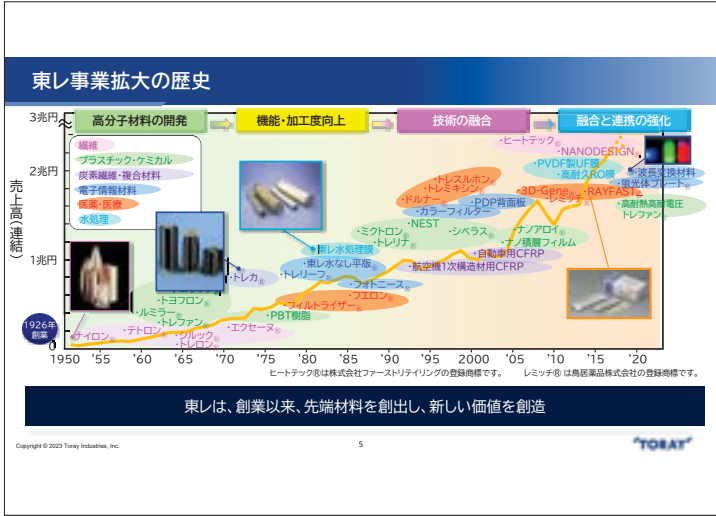 東レ事業拡大の歴史
高分子材料の開発
機能・加工度向上
技術の融合
融合と連携の強化
3兆円
2兆円
1兆円
0
売上高(連結)
繊維
プラスチック・ケミカル
炭素繊維・複合材料
電子情報材料
医薬・医療
水処理
・ヒートテック®
・NANODESIGN®
・PVDF製UF膜
・高耐久RO膜
・波長変換材料
・蛍光体プレート®
・トレスルホン®
・トレミキシン®
・ドルナー®
・PDP背面板
・カラーフィルター
・3D-Gene®
・RAYFAST®
・レミッチ®
・高耐熱高耐電圧
トレファン®
・NEST
・ミクトロン®
・トレリナ®
・シベラス®
・ナノアロイ®
・ナノ積層フィルム
・東レ水処理膜
・東レ水なし平版®
・トレリーフ®
・トレカ®
・自動車用CFRP
・航空機1次構造材用CFRP
・フォトニース®
・フエロン®
・フィルトライザー®
・PBT樹脂
・トヨフロン®
・ルミラー®
・トレファン®
・エクセーヌ®
・テトロン®
・シルック®
・トレロン®
・ナイロン®
1926年
創業
1950 '55 '60 '65 '70 '75 '80 '85 '90 '95 2000 '05 '10 '15 '20
ヒートテック®は株式会社ファーストリテイリングの登録商標です。 レミッチ® は鳥居薬品株式会社の登録商標です。
東レは、創業以来、先端材料を創出し、新しい価値を創造
Copyright © 2023 Toray Industries, Inc.
5
'TORAY'